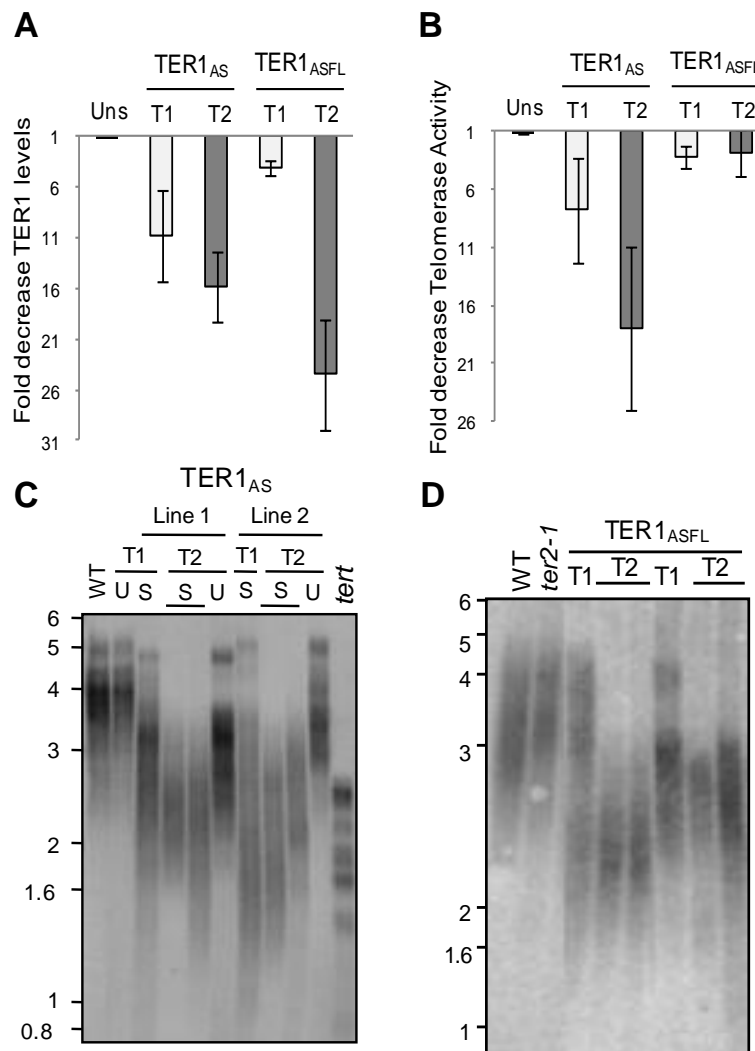 A
TER1AS TER1ASFL
Uns T1 T2 T1 T2
Fold decrease TER1 levels
1
6
11
16
21
26
31
B
TER1AS TER1ASFL
Uns T1 T2 T1 T2
Fold decrease Telomerase Activity
1
6
11
16
21
26
C
TER1AS
Line 1 Line 2
T1 T2 T1 T2
WT U S S U S S U tert
6
5
4
3
2
1.6
1
0.8
D
WT ter2-1 TER1ASFL
T1 T2 T1 T2
6
5
4
3
2
1.6
1